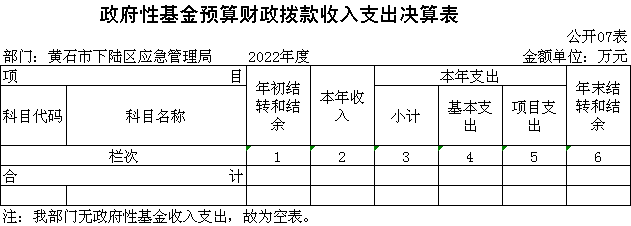 政府性基金预算财政拨款收入支出决算表
公开07表
部门：黄石市下陆区应急管理局 2022年度 金额单位：万元
项 目 年初结转和结余 本年收入 本年支出 年末结转和结余
科目代码 科目名称 小计 基本支出 项目支出
栏次 1 2 3 4 5 6
合 计
注：我部门无政府性基金收入支出，故为空表。